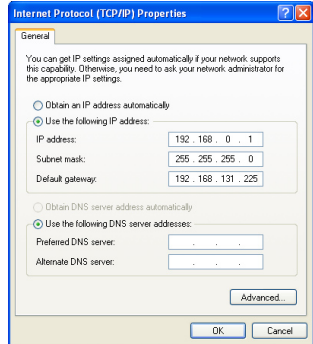 Internet Protocol (TCP/IP) Properties
General
You can get IP settings assigned automatically if your network supports
this capability. Otherwise, you need to ask your network administrator for
the appropriate IP settings.
Obtain an IP address automatically
Use the following IP address:
IP address: 192 . 168 . 0 . 1
Subnet mask: 255 . 255 . 255 . 0
Default gateway: 192 . 168 . 131 . 225
Obtain DNS server address automatically
Use the following DNS server addresses:
Preferred DNS server: . . .
Alternate DNS server: . . .
Advanced...
OK Cancel